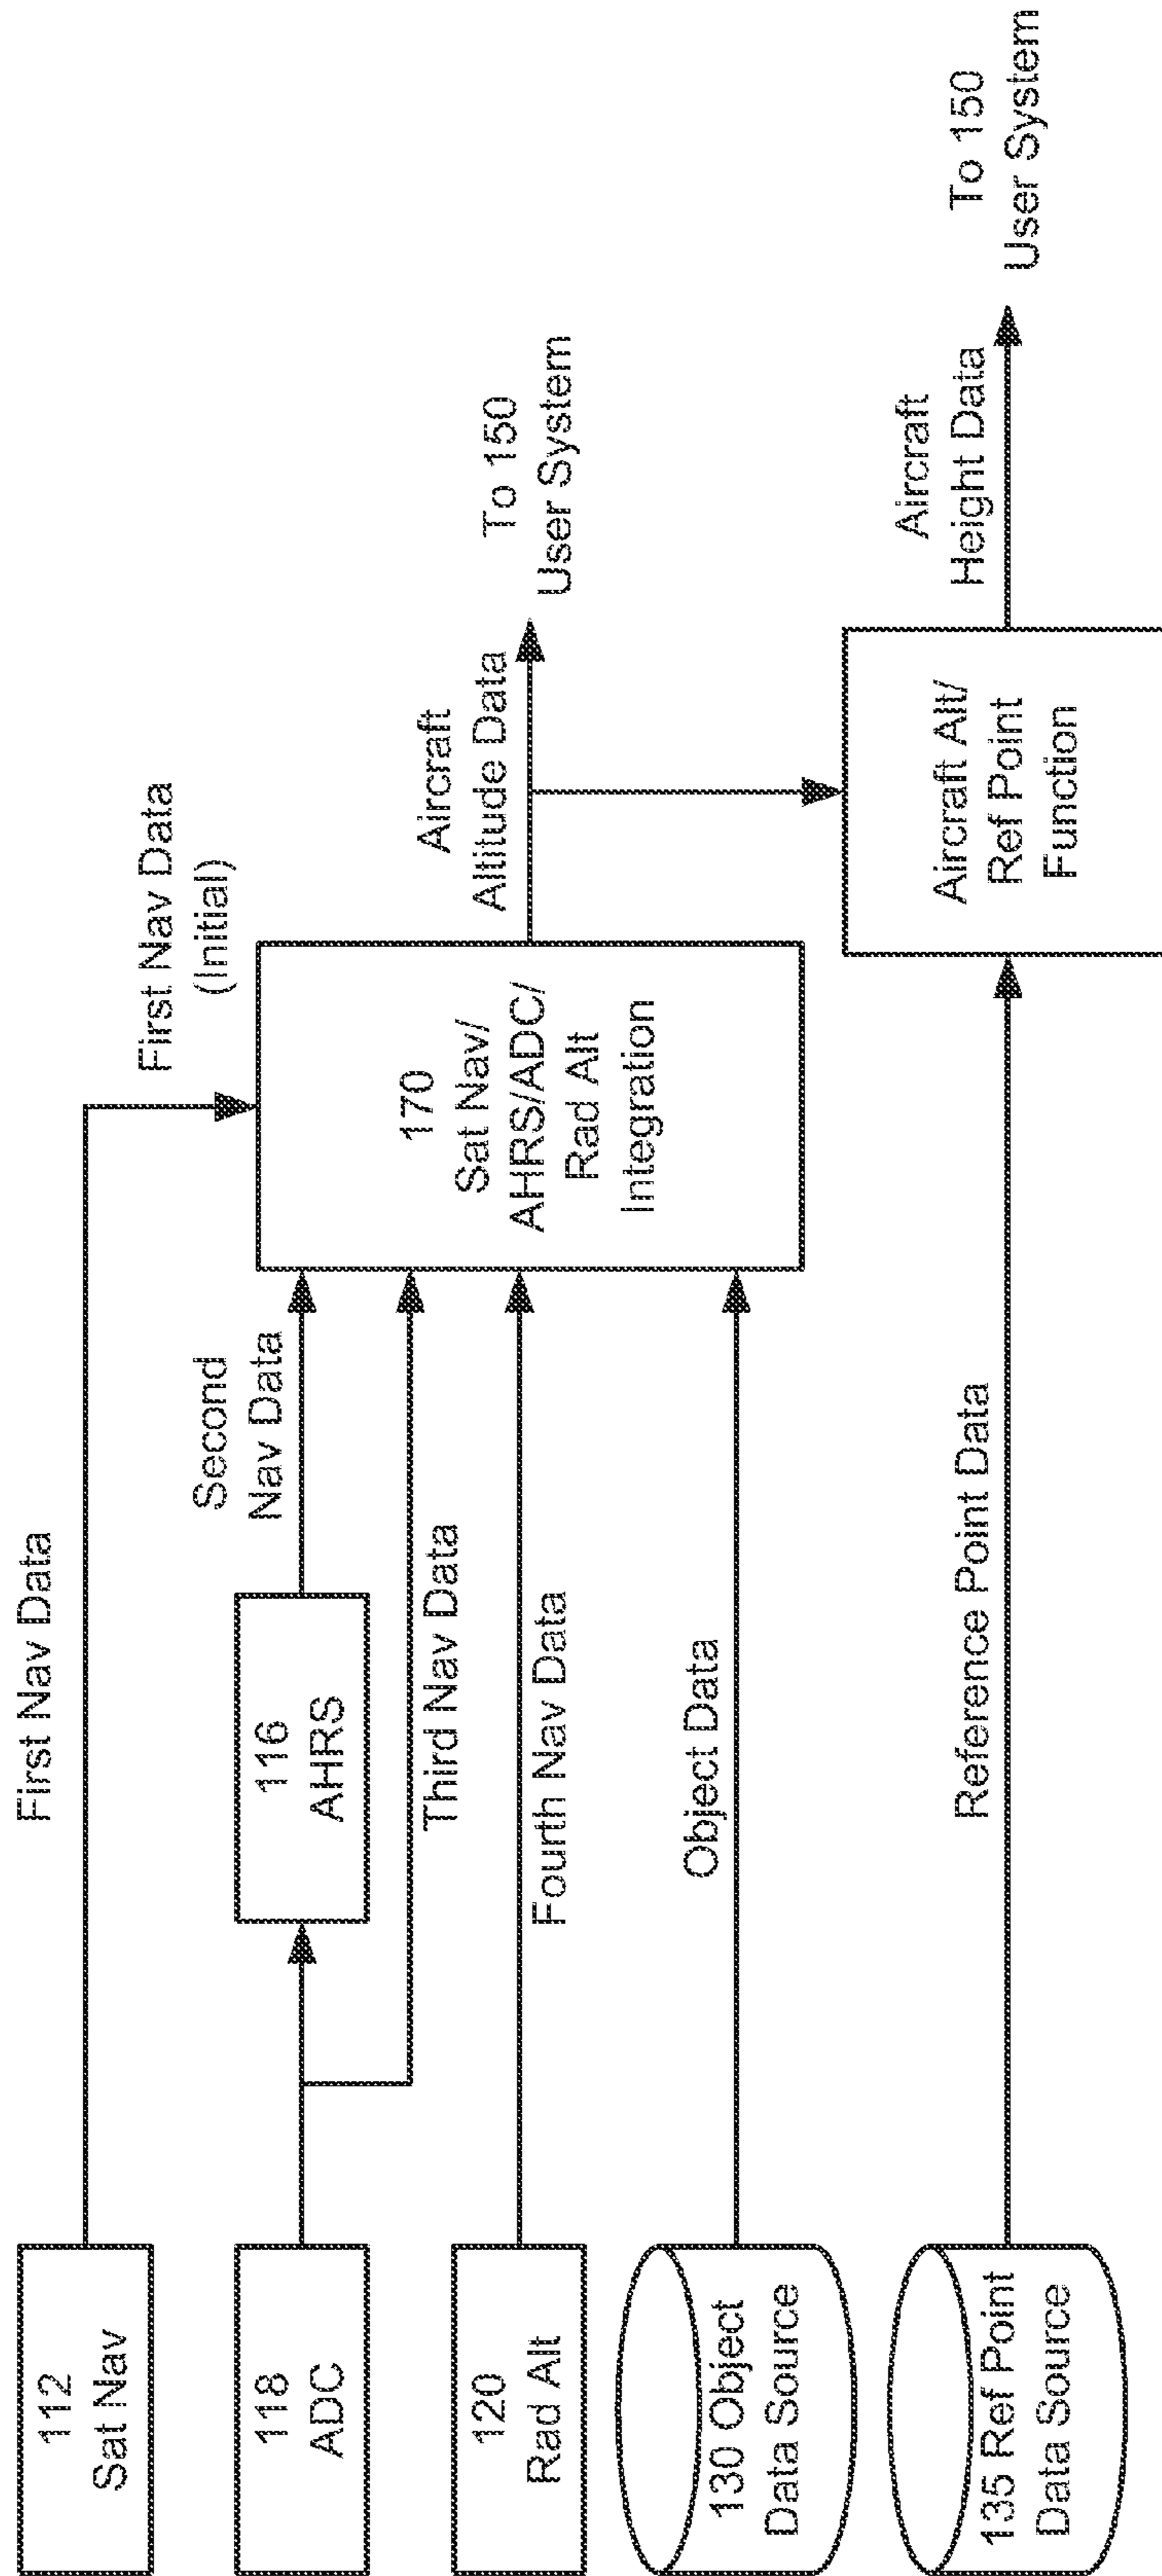 First Nav Data
First Nav Data
(Initial)
112
Sat Nav
118
ADC
116
AHRS
Second
Nav Data
Third Nav Data
120
Rad Alt
Fourth Nav Data
170
Sat Nav/
AHRS/ADC/
Rad Alt
Integration
Aircraft
Altitude Data
To 150
User System
130 Object
Data Source
Object Data
135 Ref Point
Data Source
Reference Point Data
Aircraft Alt/
Ref Point
Function
Aircraft
Height Data
To 150
User System